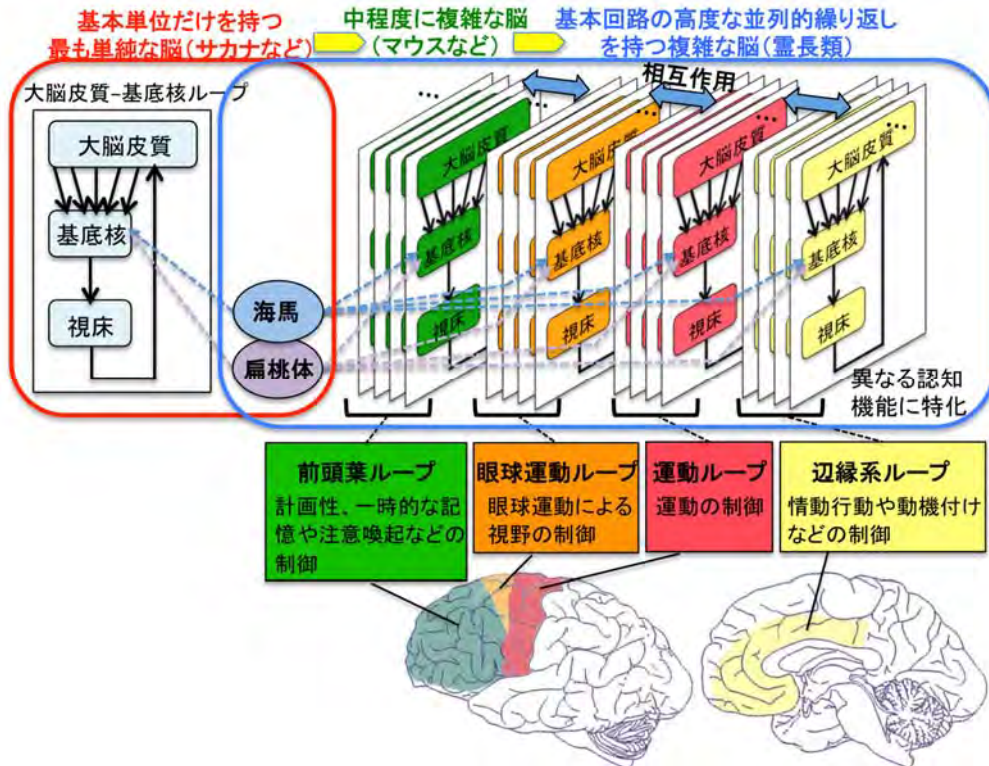 基本単位だけを持つ
最も単純な脳(サカナなど)
中程度に複雑な脳
(マウスなど)
基本回路の高度な並列的繰り返し
を持つ複雑な脳(霊長類)
大脳皮質–基底核ループ
大脳皮質
基底核
視床
海馬
扁桃体
相互作用
...
...
...
...
...
大脳皮質
基底核
視床
大脳皮質
基底核
視床
大脳皮質
基底核
視床
大脳皮質
基底核
視床
異なる認知
機能に特化
前頭葉ループ
計画性、一時的な記
憶や注意喚起などの
制御
眼球運動ループ
眼球運動による
視野の制御
運動ループ
運動の制御
辺縁系ループ
情動行動や動機付け
などの制御